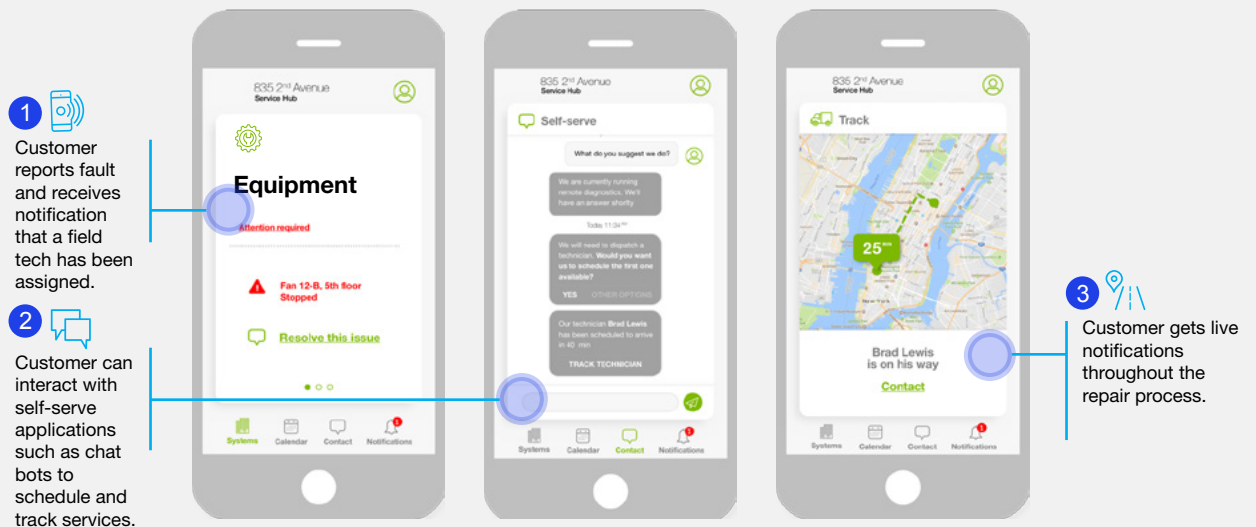 1
Customer
reports fault
and receives
notification
that a field
tech has been
assigned.
2
Customer can
interact with
self-serve
applications
such as chat
bots to
schedule and
track services.
835 2nd Avenue
Service Hub
Equipment
Attention required
Fan 12-B, 5th floor
Stopped
Resolve this issue
Systems
Calendar
Contact
1
Notifications
835 2nd Avenue
Service Hub
Self-serve
What do you suggest we do?
We are currently running
remote diagnostics. We'll
have an answer shortly
Today, 11:34
We will need to dispatch a
technician. Would you want
us to schedule the first one
available?
YES OTHER OPTIONS
Our technician Brad Lewis
has been scheduled to arrive
in 40 min
TRACK TECHNICIAN
Systems
Calendar
Contact
1
Notifications
835 2nd Avenue
Service Hub
Track
25 MIN
New York
Brad Lewis
is on his way
Contact
Systems
Calendar
Contact
1
Notifications
3
Customer gets live
notifications
throughout the
repair process.